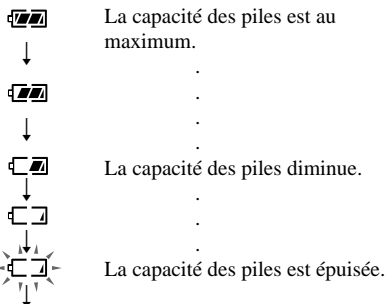 La capacité des piles est au
maximum.
.
.
.
.
La capacité des piles diminue.
.
.
.
La capacité des piles est épuisée.